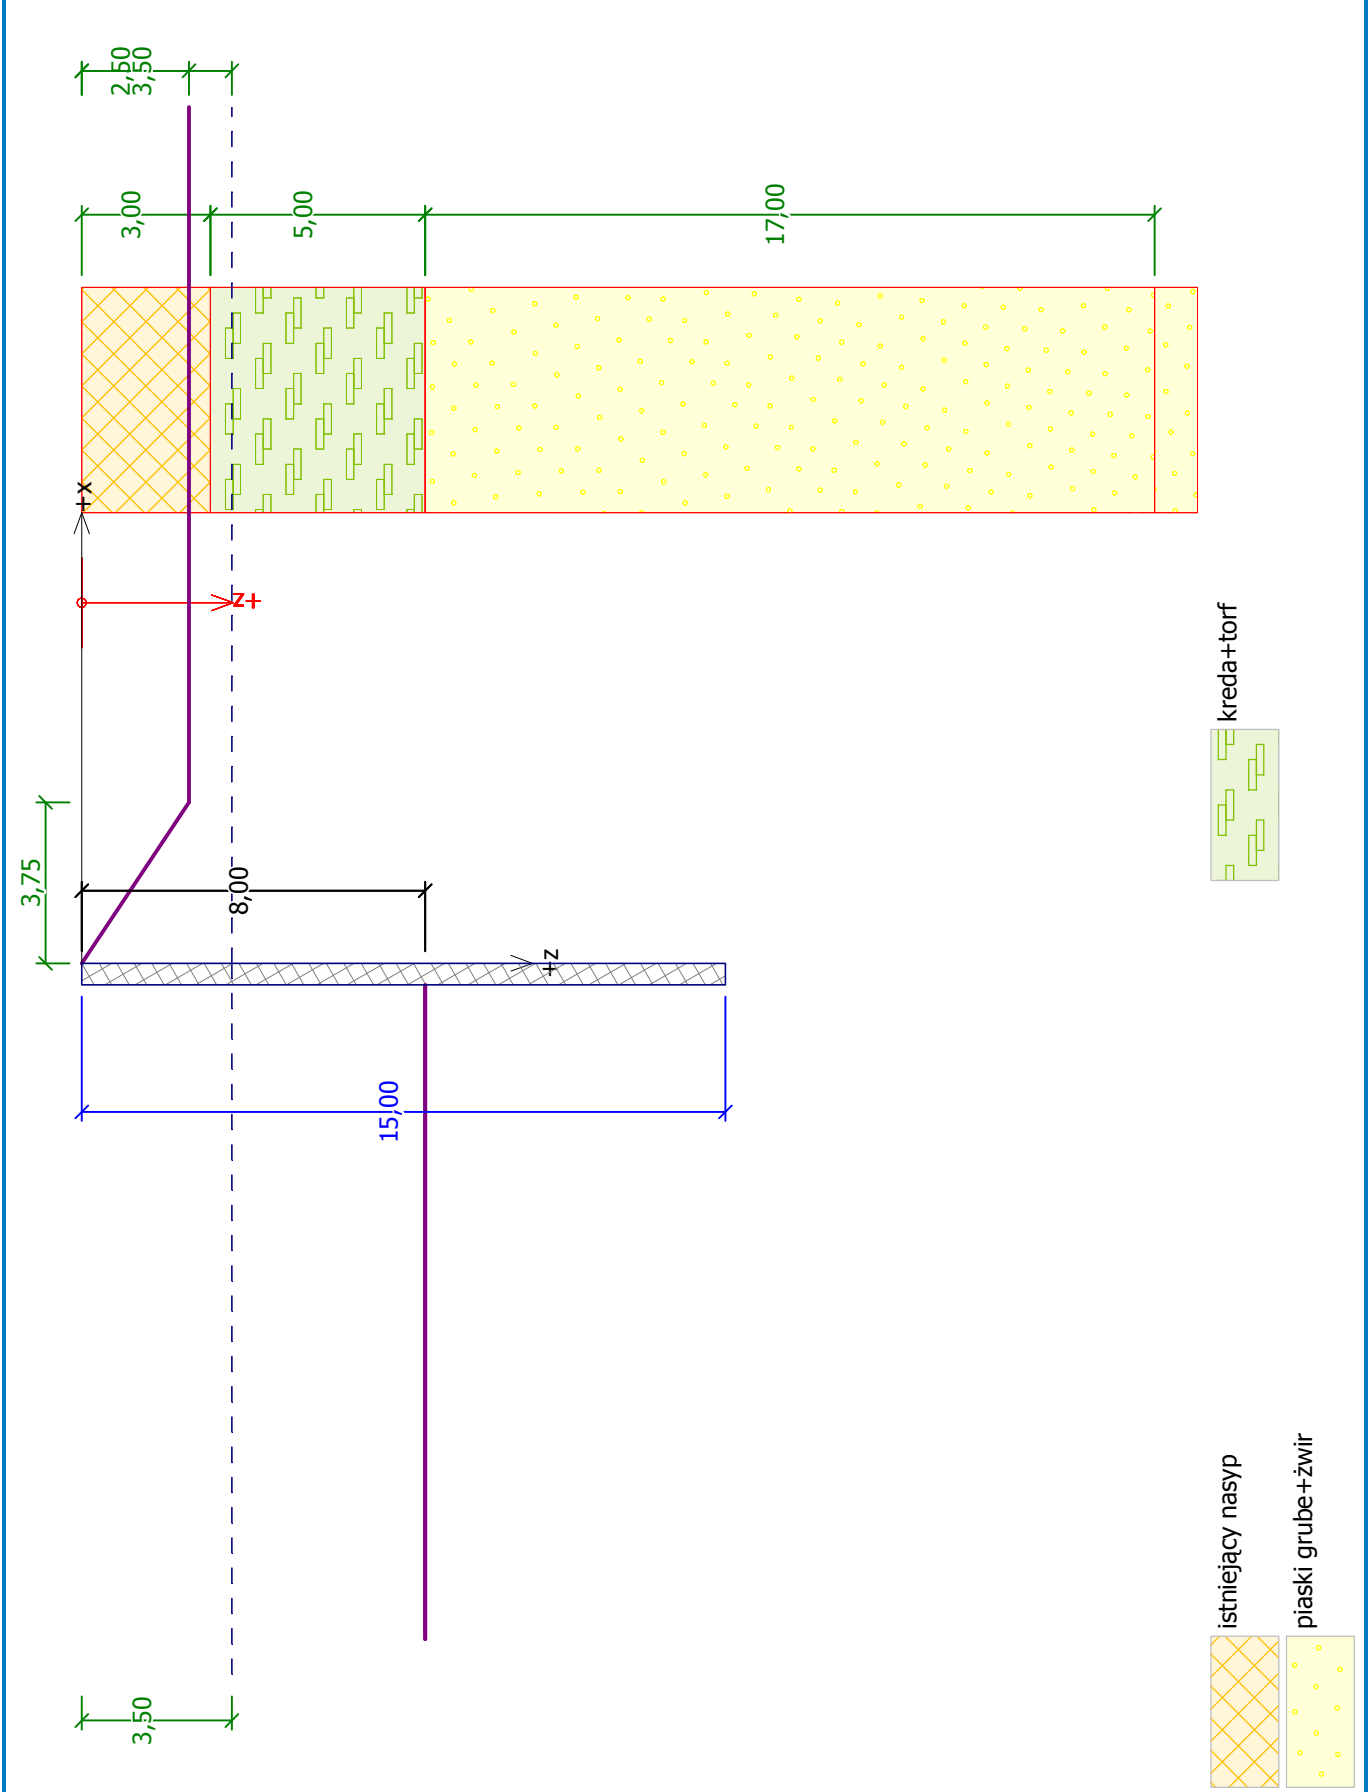 3,75
3,50
2,50
3,50
3,00
5,00
17,00
+x
+z
8,00
+z
15,00
istniejący nasyp
kreda+torf
piaski grube+żwir